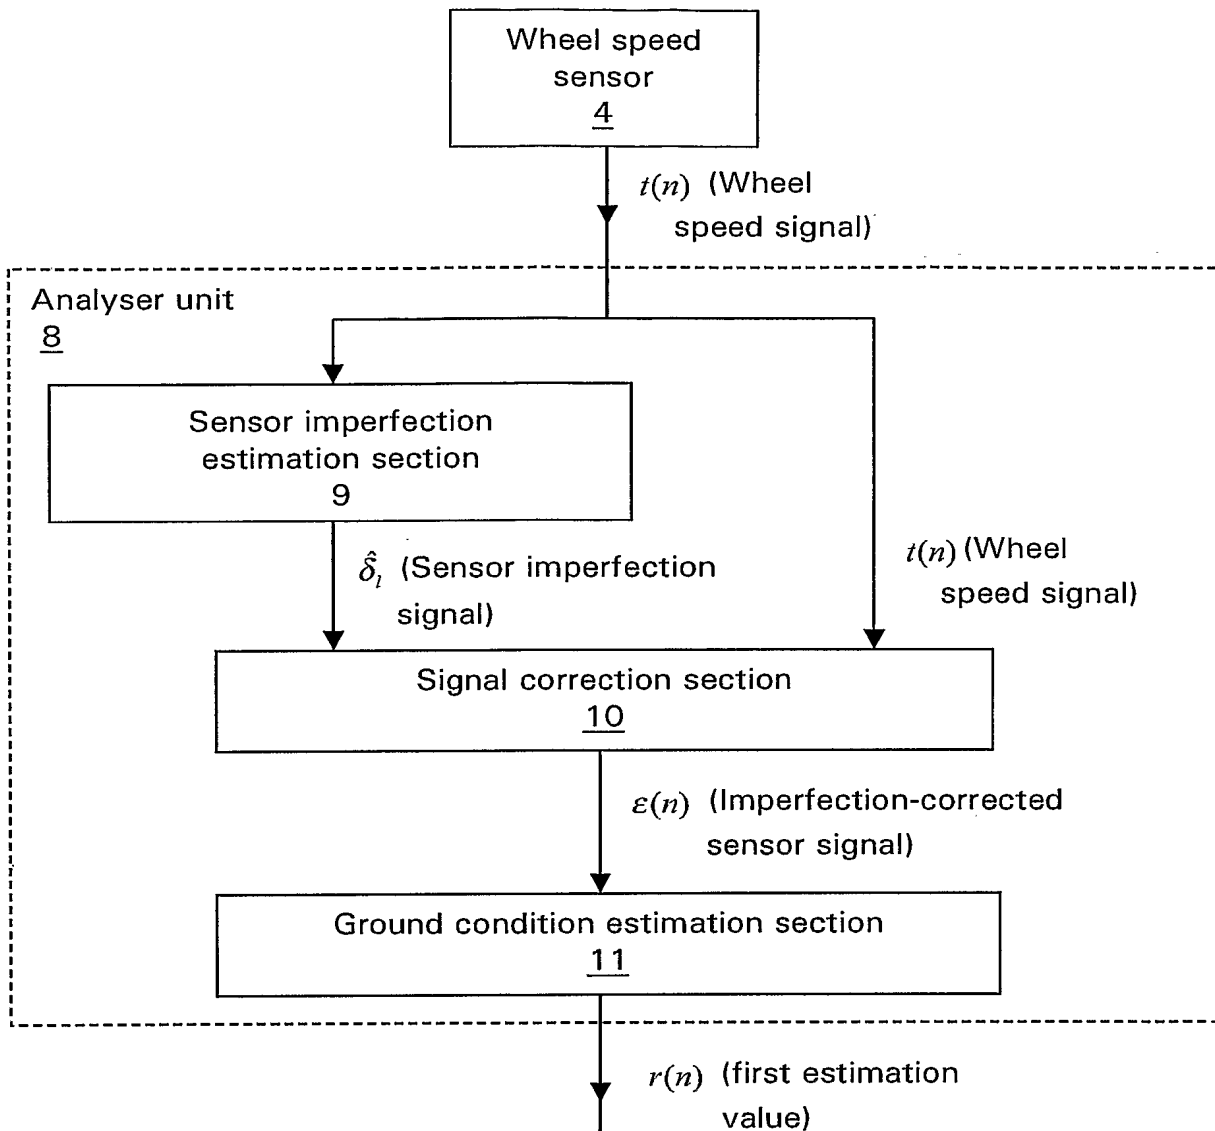 Wheel speed
sensor
4
t(n) (Wheel
speed signal)
Analyser unit
8
Sensor imperfection
estimation section
9
δ̂ₗ (Sensor imperfection
signal)
t(n) (Wheel
speed signal)
Signal correction section
10
ε(n) (Imperfection-corrected
sensor signal)
Ground condition estimation section
11
r(n) (first estimation
value)